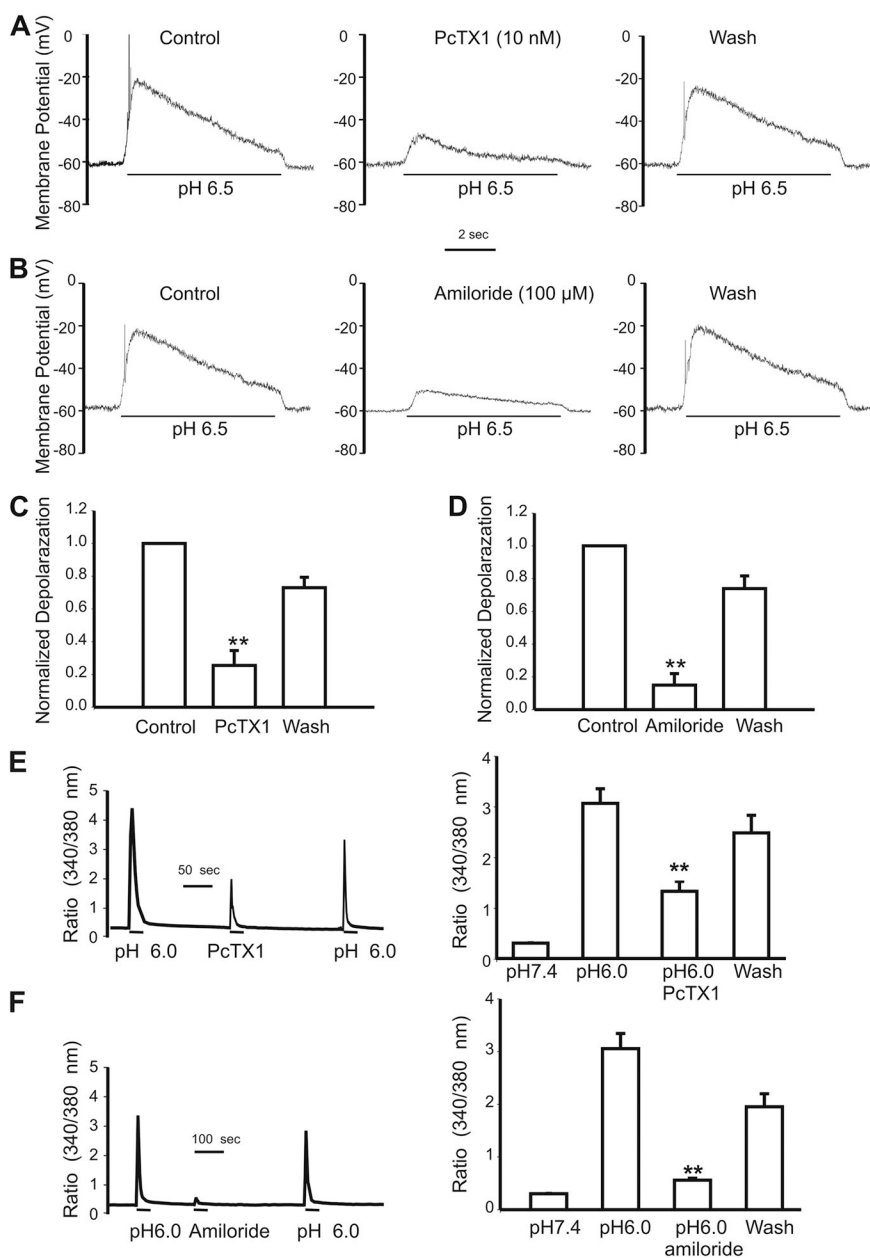 A
Control
PcTX1 (10 nM)
Wash
Membrane Potential (mV)
0
-20
-40
-60
-80
0
-20
-40
-60
-80
0
-20
-40
-60
-80
pH 6.5
pH 6.5
pH 6.5
2 sec
B
Control
Amiloride (100 µM)
Wash
Membrane Potential (mV)
0
-20
-40
-60
-80
0
-20
-40
-60
-80
0
-20
-40
-60
-80
pH 6.5
pH 6.5
pH 6.5
C
Normalized Depolarazation
1.2
1.0
0.8
0.6
0.4
0.2
0.0
**
Control PcTX1 Wash
D
Normalized Depolarazation
1.2
1.0
0.8
0.6
0.4
0.2
0.0
**
Control Amiloride Wash
E
Ratio (340/380 nm)
5
4
3
2
1
0
50 sec
pH 6.0 PcTX1 pH 6.0
Ratio (340/380 nm)
4
3
2
1
0
**
pH7.4 pH6.0 pH6.0 Wash
PcTX1
F
Ratio (340/380 nm)
5
4
3
2
1
0
100 sec
pH6.0 Amiloride pH 6.0
Ratio (340/380 nm)
4
3
2
1
0
**
pH7.4 pH6.0 pH6.0 Wash
amiloride